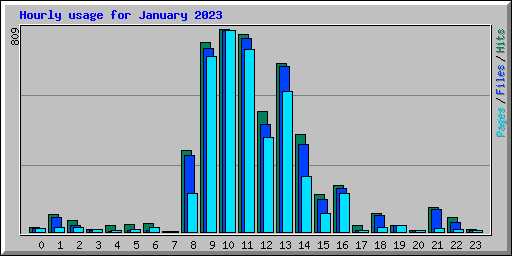 Hourly usage for January 2023
809
Pages/Files/Hits
0 1 2 3 4 5 6 7 8 9 10 11 12 13 14 15 16 17 18 19 20 21 22 23